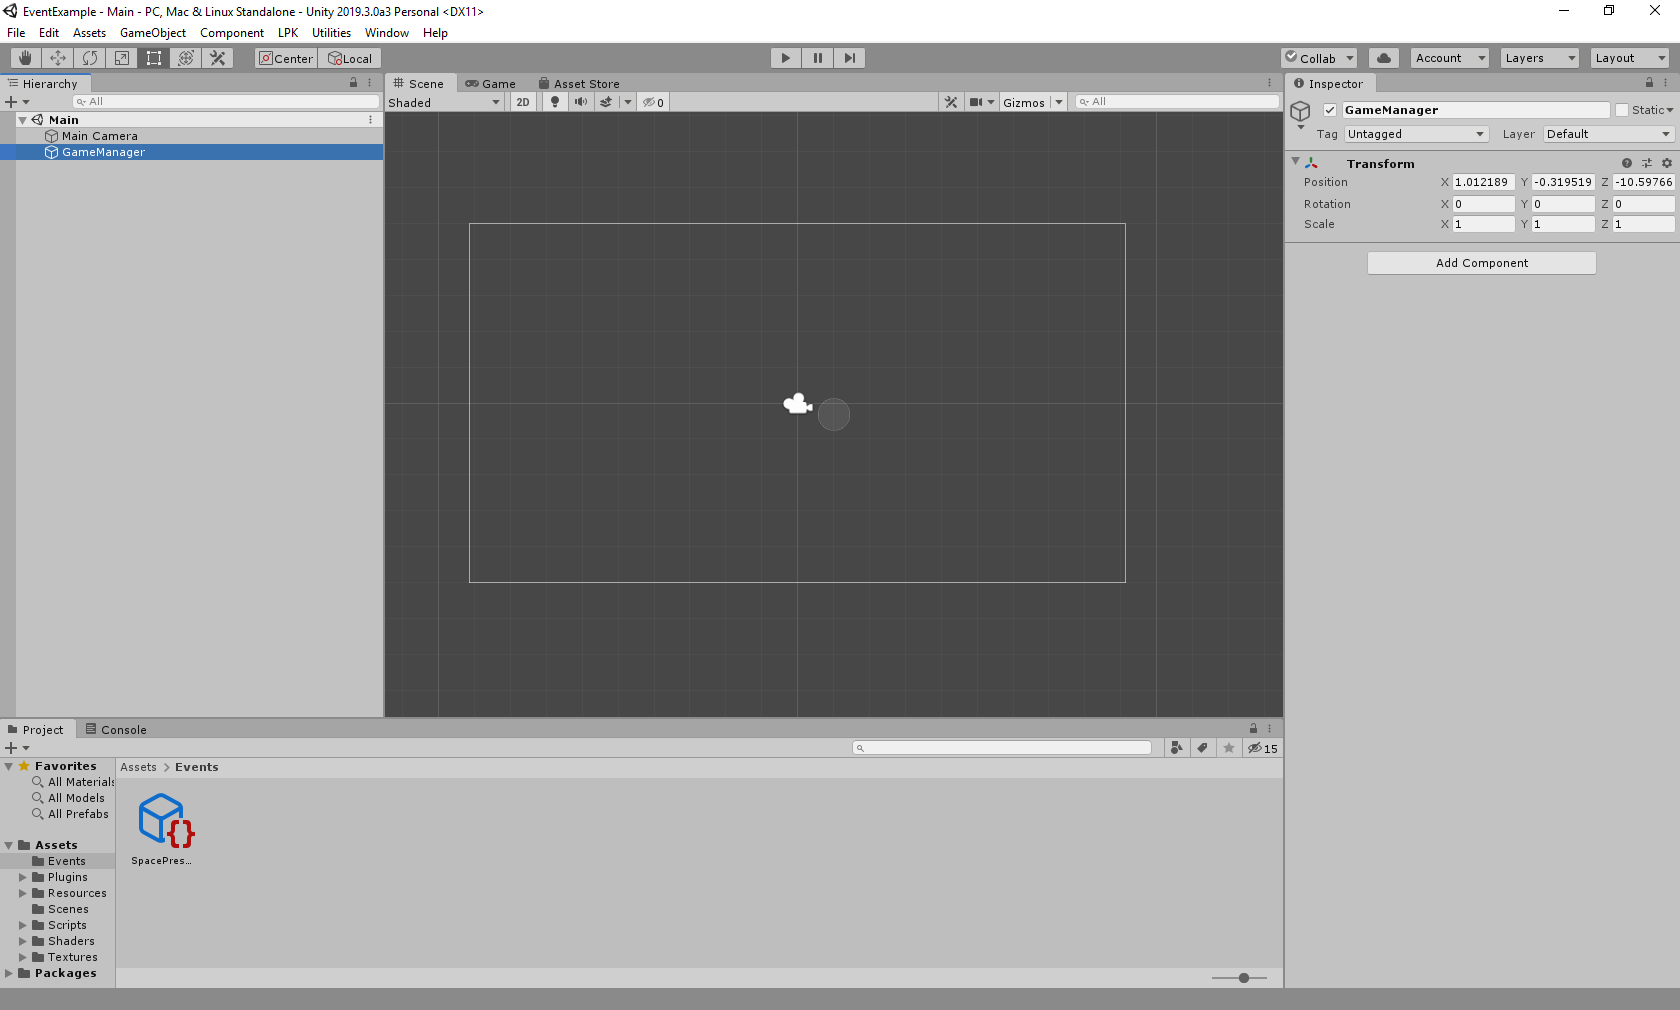 EventExample - Main - PC, Mac & Linux Standalone - Unity 2019.3.0a3 Personal <DX11>
File Edit Assets GameObject Component LPK Utilities Window Help
Center Local Collab Account Layers Layout
Hierarchy
All
Main
Main Camera
GameManager
Scene Game Asset Store
Shaded 2D 0 Gizmos All
Inspector
GameManager Static
Tag Untagged Layer Default
Transform
Position X 1.012189 Y -0.319519 Z -10.59766
Rotation X 0 Y 0 Z 0
Scale X 1 Y 1 Z 1
Add Component
Project Console
15
Favorites
All Materials
All Models
All Prefabs
Assets
Events
Plugins
Resources
Scenes
Scripts
Shaders
Textures
Packages
Assets > Events
{}
SpacePres...